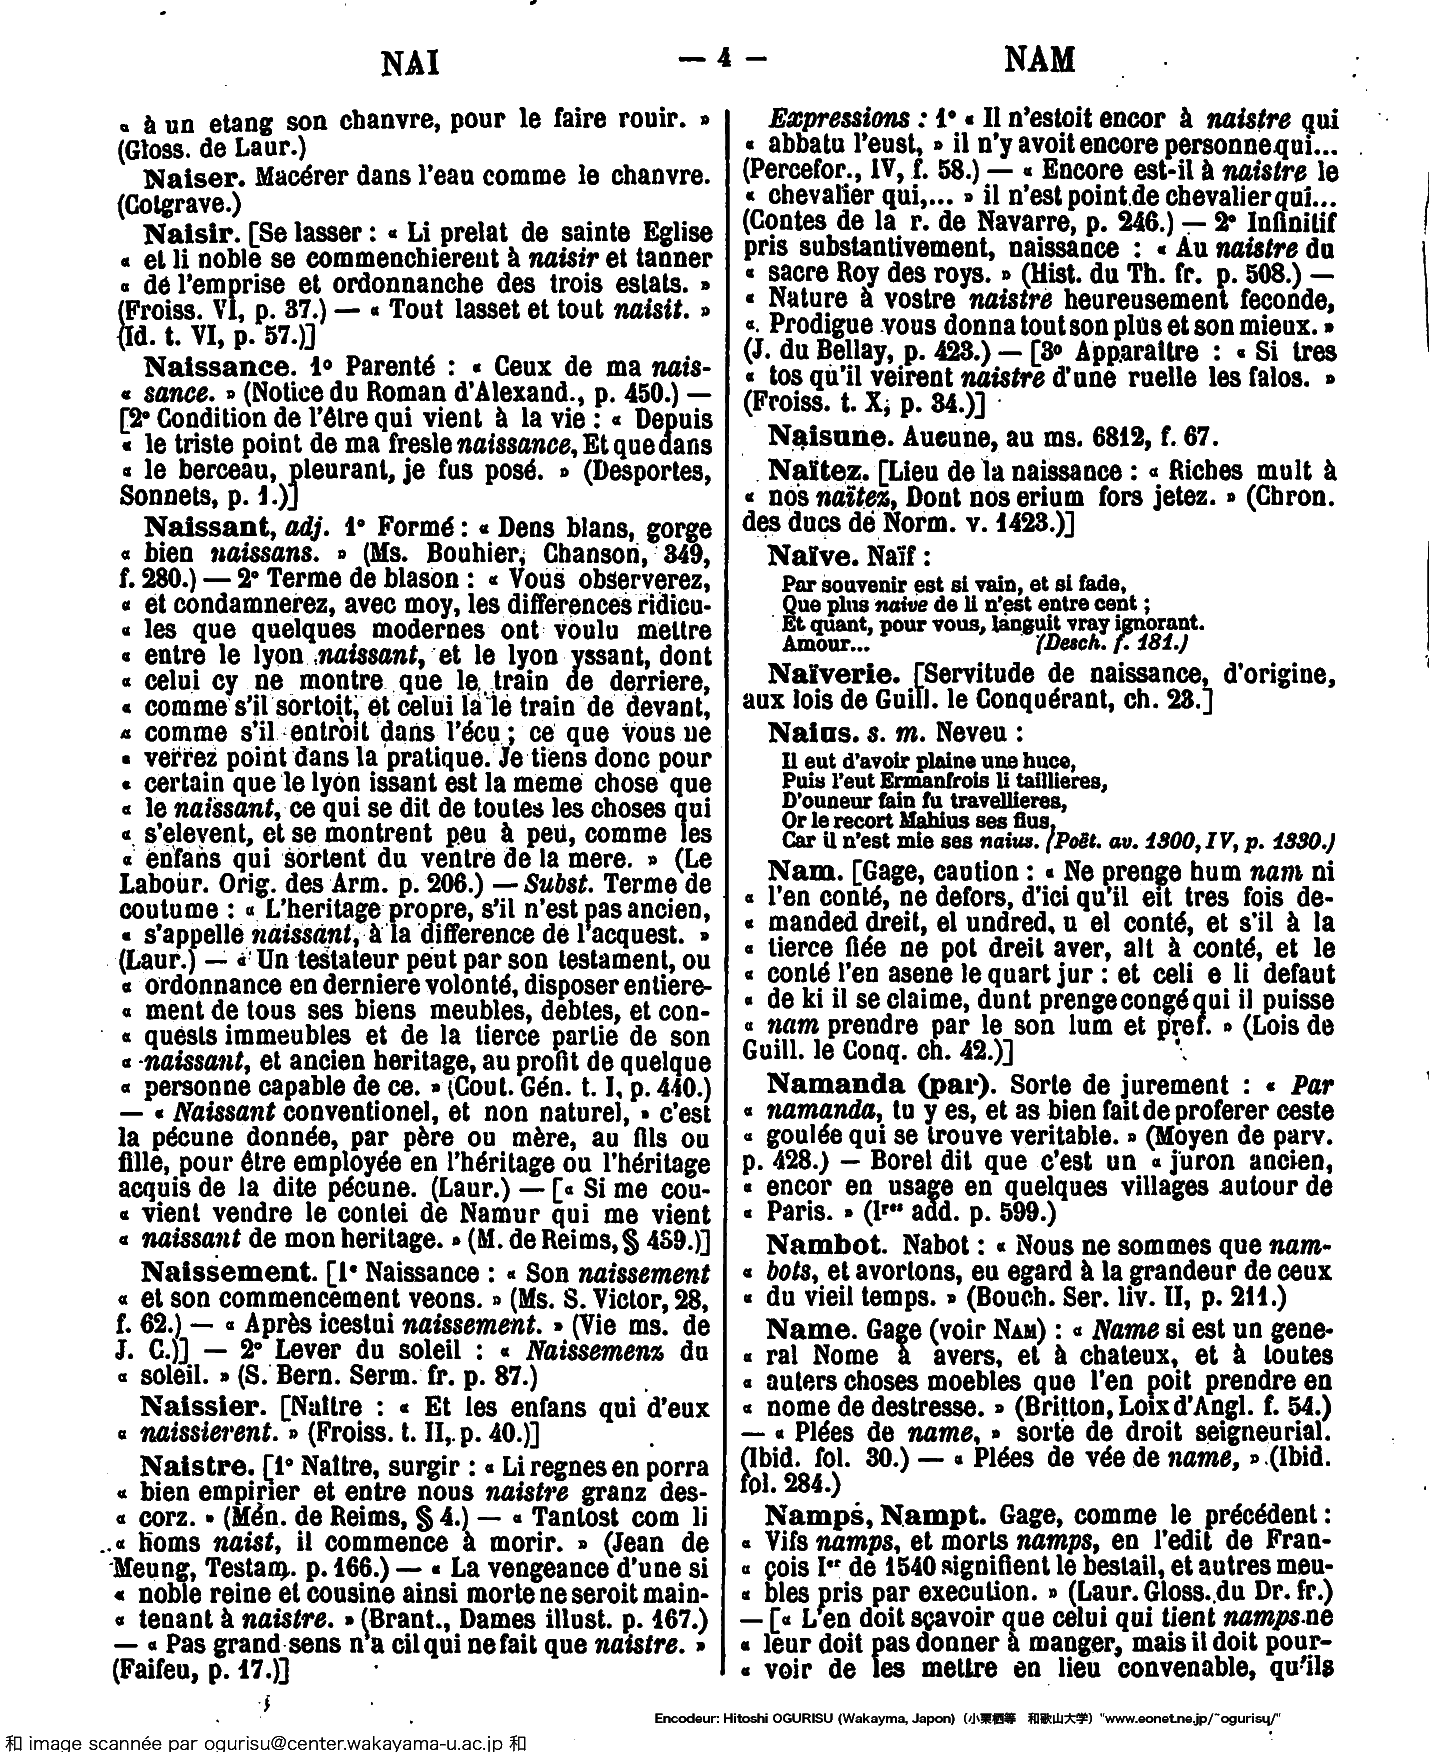 NAI — 4 — NAM
« à un etang son chanvre, pour le faire rouir. »
(Gloss. de Laur.)
Naiser. Macérer dans l'eau comme le chanvre.
(Cotgrave.)
Naisir. [Se lasser : « Li prelat de sainte Eglise
« et li noble se commenchierent à naisir et tanner
« de l'emprise et ordonnanche des trois estats. »
(Froiss. VI, p. 37.) — « Tout lasset et tout naisit. »
(Id. t. VI, p. 57.)]
Naissance. 1º Parenté : « Ceux de ma nais-
« sance. » (Notice du Roman d'Alexand., p. 450.) —
[2º Condition de l'être qui vient à la vie : « Depuis
« le triste point de ma fresle naissance, Et que dans
« le berceau, pleurant, je fus posé. » (Desportes,
Sonnets, p. 1.)]
Naissant, adj. 1º Formé : « Dens blans, gorge
« bien naissans. » (Ms. Bouhier, Chanson, 349,
f. 280.) — 2º Terme de blason : « Vous observerez,
« et condamnerez, avec moy, les differences ridicu-
« les que quelques modernes ont voulu mettre
« entre le lyon naissant, et le lyon yssant, dont
« celui cy ne montre que le train de derriere,
« comme s'il sortoit, et celui la le train de devant,
« comme s'il entroit dans l'écu ; ce que vous ne
« verrez point dans la pratique. Je tiens donc pour
« certain que le lyon issant est la meme chose que
« le naissant, ce qui se dit de toutes les choses qui
« s'elevent, et se montrent peu à peu, comme les
« enfans qui sortent du ventre de la mere. » (Le
Labour. Orig. des Arm. p. 206.) — Subst. Terme de
coutume : « L'heritage propre, s'il n'est pas ancien,
« s'appelle naissant, à la difference de l'acquest. »
(Laur.) — « Un testateur peut par son testament, ou
« ordonnance en derniere volonté, disposer entiere-
« ment de tous ses biens meubles, debtes, et con-
« quests immeubles et de la tierce partie de son
« naissant, et ancien heritage, au profit de quelque
« personne capable de ce. » (Cout. Gén. t. I, p. 440.)
— « Naissant conventionel, et non naturel, » c'est
la pécune donnée, par père ou mère, au fils ou
fille, pour être employée en l'héritage ou l'héritage
acquis de la dite pécune. (Laur.) — [« Si me cou-
« vient vendre le contei de Namur qui me vient
« naissant de mon heritage. » (M. de Reims, § 459.)]
Naissement. [1º Naissance : « Son naissement
« et son commencement veons. » (Ms. S. Victor, 28,
f. 62.) — « Après icestui naissement. » (Vie ms. de
J. C.)] — 2º Lever du soleil : « Naissemenz du
« soleil. » (S. Bern. Serm. fr. p. 87.)
Naissier. [Naître : « Et les enfans qui d'eux
« naissierent. » (Froiss. t. II, p. 40.)]
Naistre. [1º Naître, surgir : « Li regnes en porra
« bien empirier et entre nous naistre granz des-
« corz. » (Mén. de Reims, § 4.) — « Tantost com li
« homs naist, il commence à morir. » (Jean de
Meung, Testam. p. 166.) — « La vengeance d'une si
« noble reine et cousine ainsi morte ne seroit main-
« tenant à naistre. » (Brant., Dames illust. p. 167.)
— « Pas grand sens n'a cil qui ne fait que naistre. »
(Faifeu, p. 17.)]
Expressions : 1º « Il n'estoit encor à naistre qui
« abbatu l'eust, » il n'y avoit encore personne qui...
(Percefor., IV, f. 58.) — « Encore est-il à naistre le
« chevalier qui,... » il n'est point de chevalier qui...
(Contes de la r. de Navarre, p. 246.) — 2º Infinitif
pris substantivement, naissance : « Au naistre du
« sacre Roy des roys. » (Hist. du Th. fr. p. 508.) —
« Nature à vostre naistre heureusement feconde,
« Prodigue vous donna tout son plus et son mieux. »
(J. du Bellay, p. 423.) — [3º Apparaître : « Si tres
« tos qu'il veirent naistre d'une ruelle les falos. »
(Froiss. t. X, p. 34.)]
Naisune. Aucune, au ms. 6812, f. 67.
Naïtez. [Lieu de la naissance : « Riches mult à
« nos naïtez, Dont nos erium fors jetez. » (Chron.
des ducs de Norm. v. 1423.)]
Naïve. Naïf :
Par souvenir est si vain, et si fade,
Que plus naive de li n'est entre cent ;
Et quant, pour vous, languit vray ignorant.
Amour... (Desch. f. 181.)
Naïverie. [Servitude de naissance, d'origine,
aux lois de Guill. le Conquérant, ch. 23.]
Naius. s. m. Neveu :
Il eut d'avoir plaine une huce,
Puis l'eut Ermanfrois li taillieres,
D'ouneur fain fu travellieres,
Or le recort Mahius ses fius,
Car il n'est mie ses naius. (Poët. av. 1300, IV, p. 1330.)
Nam. [Gage, caution : « Ne prenge hum nam ni
« l'en conté, ne defors, d'ici qu'il eit tres fois de-
« manded dreit, el undred, u el conté, et s'il à la
« tierce fiée ne pot dreit aver, alt à conté, et le
« conté l'en asene le quart jur : et celi e li defaut
« de ki il se claime, dunt prenge congé qui il puisse
« nam prendre par le son lum et pref. » (Lois de
Guill. le Conq. ch. 42.)]
Namanda (par). Sorte de jurement : « Par
« namanda, tu y es, et as bien fait de proferer ceste
« goulée qui se trouve veritable. » (Moyen de parv.
p. 428.) — Borel dit que c'est un « juron ancien,
« encor en usage en quelques villages autour de
« Paris. » (Ires add. p. 599.)
Nambot. Nabot : « Nous ne sommes que nam-
« bots, et avortons, eu egard à la grandeur de ceux
« du vieil temps. » (Bouch. Ser. liv. II, p. 211.)
Name. Gage (voir NAM) : « Name si est un gene-
« ral Nome à avers, et à chateux, et à toutes
« auters choses moebles que l'en poit prendre en
« nome de destresse. » (Britton, Loix d'Angl. f. 54.)
— « Plées de name, » sorte de droit seigneurial.
(Ibid. fol. 30.) — « Plées de vée de name, » (Ibid.
fol. 284.)
Namps, Nampt. Gage, comme le précédent :
« Vifs namps, et morts namps, en l'edit de Fran-
« çois Ier de 1540 signifient le bestail, et autres meu-
« bles pris par execution. » (Laur. Gloss. du Dr. fr.)
— [« L'en doit sçavoir que celui qui tient namps ne
« leur doit pas donner à manger, mais il doit pour-
« voir de les mettre en lieu convenable, qu'ils
Encodeur: Hitoshi OGURISU (Wakayma, Japon) (小栗栖等 和歌山大学) "www.eonet.ne.jp/~ogurisu/"
和 image scannée par ogurisu@center.wakayama-u.ac.jp 和